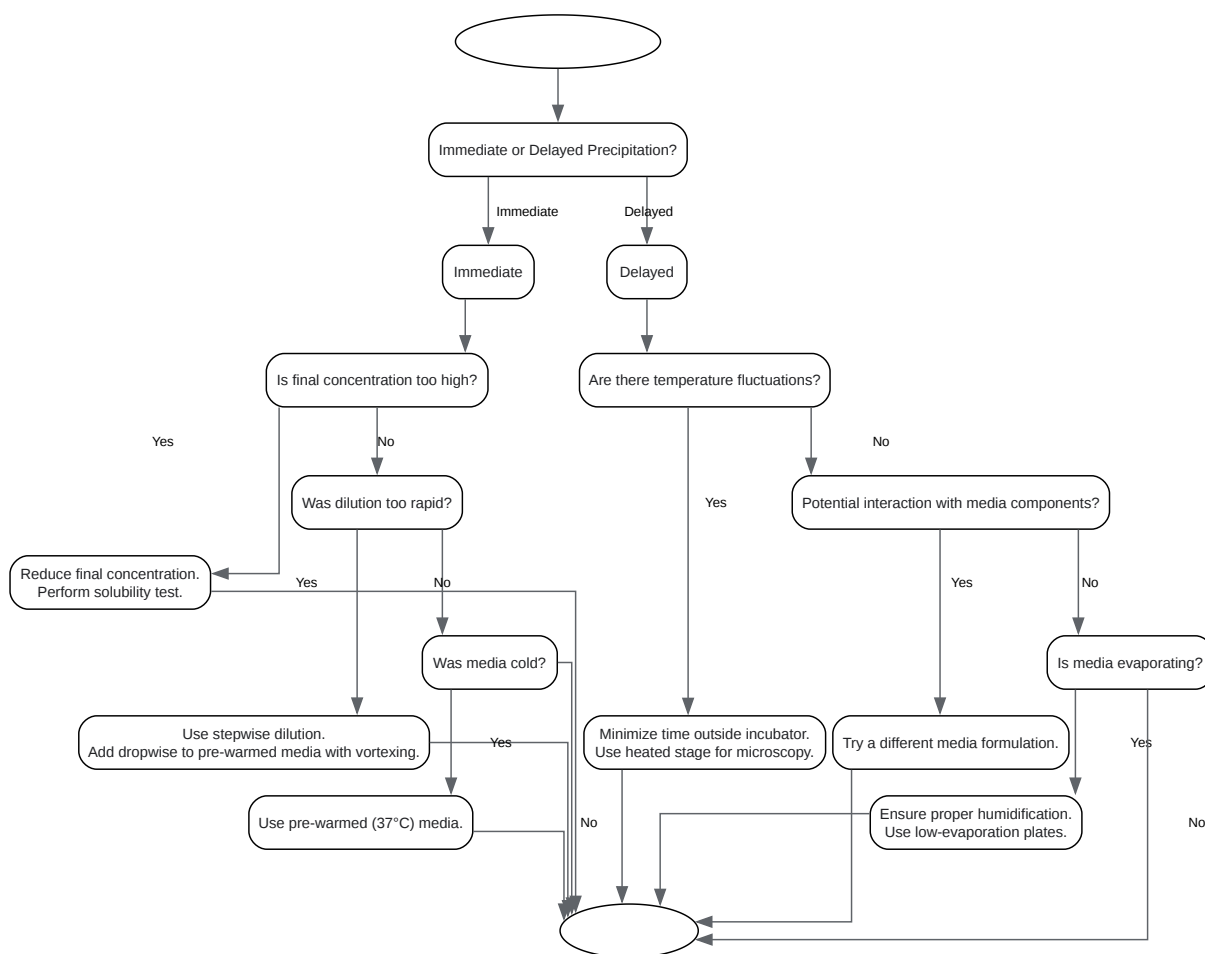 Immediate or Delayed Precipitation?
Immediate
Delayed
Immediate
Delayed
Is final concentration too high?
Are there temperature fluctuations?
Yes
No
No
Was dilution too rapid?
Yes
Potential interaction with media components?
Reduce final concentration.
Perform solubility test.
Yes
No
Yes
No
Was media cold?
Is media evaporating?
Use stepwise dilution.
Add dropwise to pre-warmed media with vortexing.
Yes
Minimize time outside incubator.
Use heated stage for microscopy.
Try a different media formulation.
Yes
Use pre-warmed (37°C) media.
No
Ensure proper humidification.
Use low-evaporation plates.
No